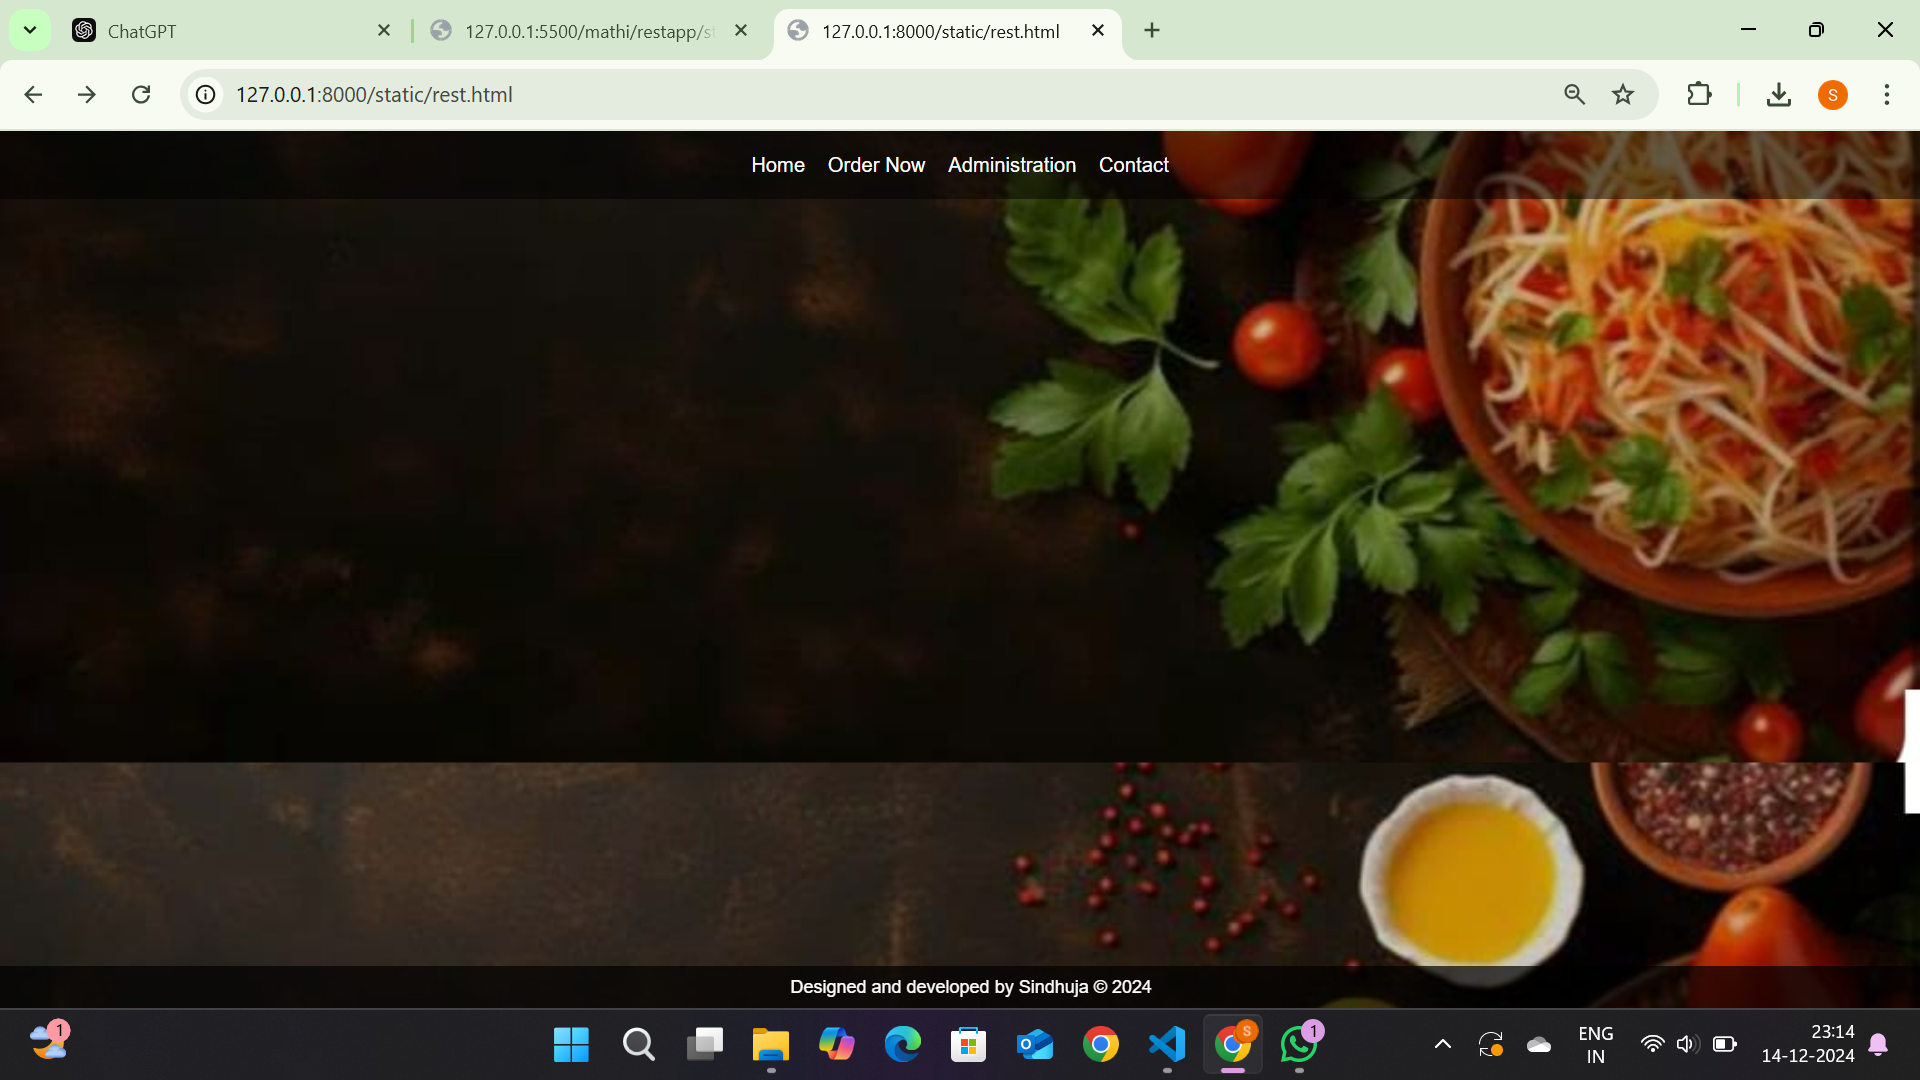 ChatGPT
127.0.0.1:5500/mathi/restapp/st
127.0.0.1:8000/static/rest.html
127.0.0.1:8000/static/rest.html
S
Home Order Now Administration Contact
Designed and developed by Sindhuja © 2024
1
S
1
ENG
IN
23:14
14-12-2024